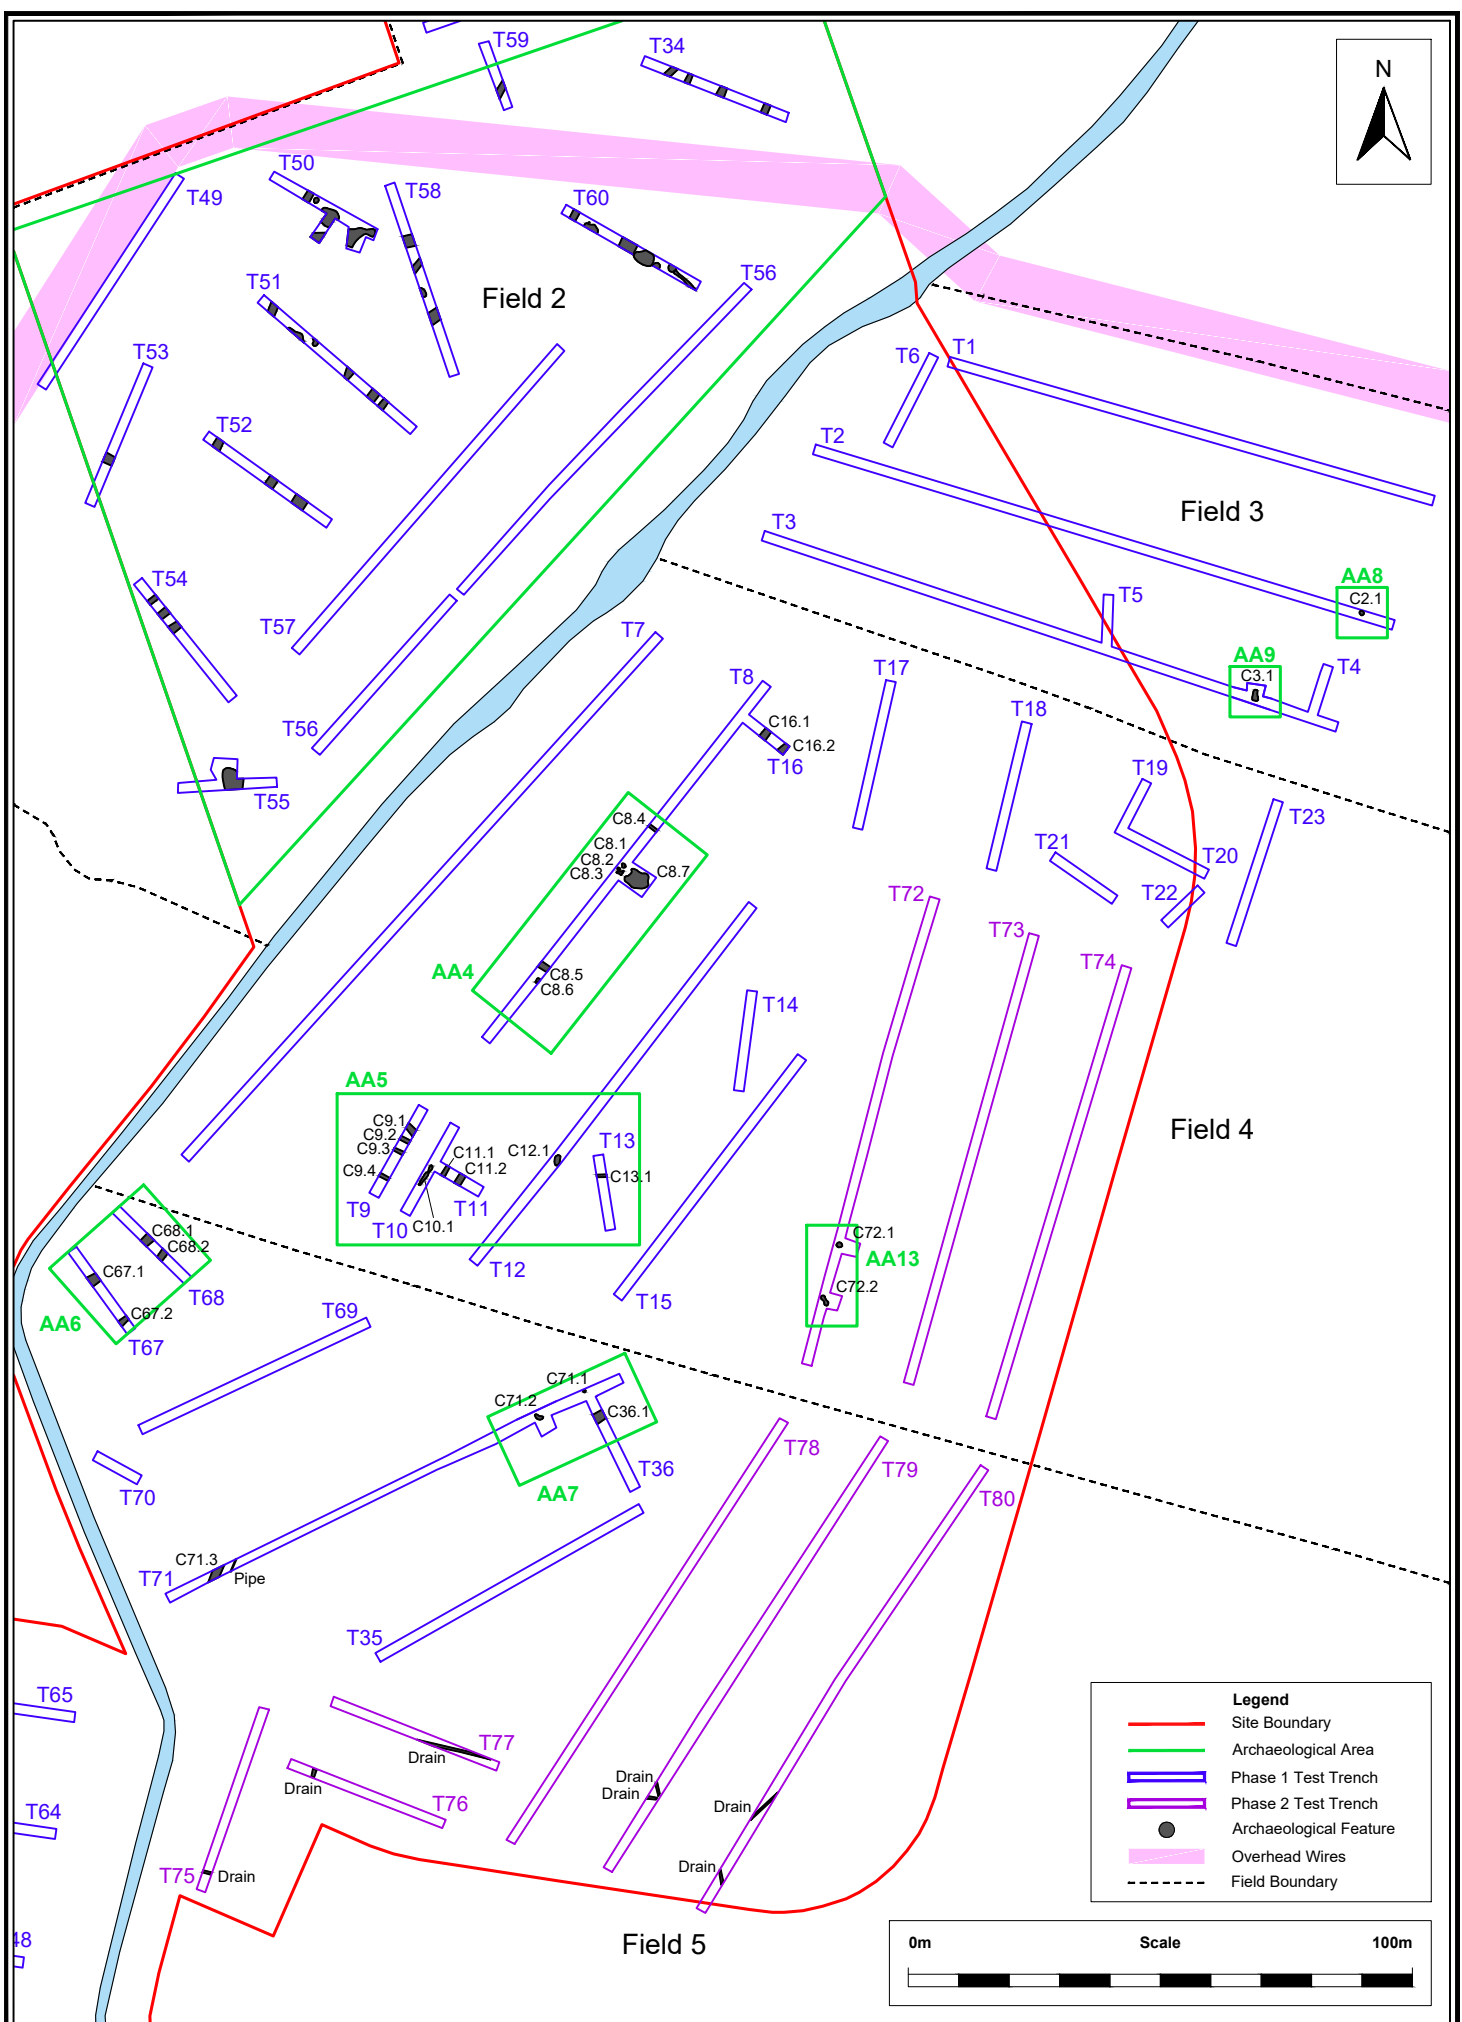 T59
T34
N
T50
T58
T49
T60
T51
T56
Field 2
T53
T6
T1
T52
T2
Field 3
T3
T54
AA8
C2.1
T5
T57
T7
AA9
C3.1
T4
T8
T17
T56
C16.1
T18
C16.2
T16
T19
T55
T23
C8.4
C8.1
T21
C8.2
C8.3
C8.7
T20
T72
T22
T73
T74
AA4
C8.5
C8.6
T14
AA5
C9.1
C9.2
C9.3
C9.4
C11.1
C11.2
C12.1
T13
C13.1
Field 4
T9
T10
C10.1
T11
C68.1
C68.2
C72.1
AA13
C67.1
T12
C72.2
T68
T15
C67.2
T69
AA6
T67
C71.1
C71.2
C36.1
T78
T79
T36
AA7
T70
T80
C71.3
Pipe
T71
T35
T65
Legend
Site Boundary
Archaeological Area
Phase 1 Test Trench
Phase 2 Test Trench
Archaeological Feature
Overhead Wires
Field Boundary
T77
Drain
Drain
Drain
Drain
Drain
T76
T64
Drain
T75
Drain
48
Field 5
0m
Scale
100m